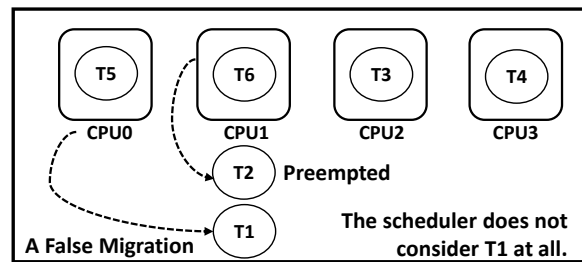 T5
T6
T3
T4
CPU0
CPU1
CPU2
CPU3
T2
Preempted
T1
A False Migration
The scheduler does not
consider T1 at all.